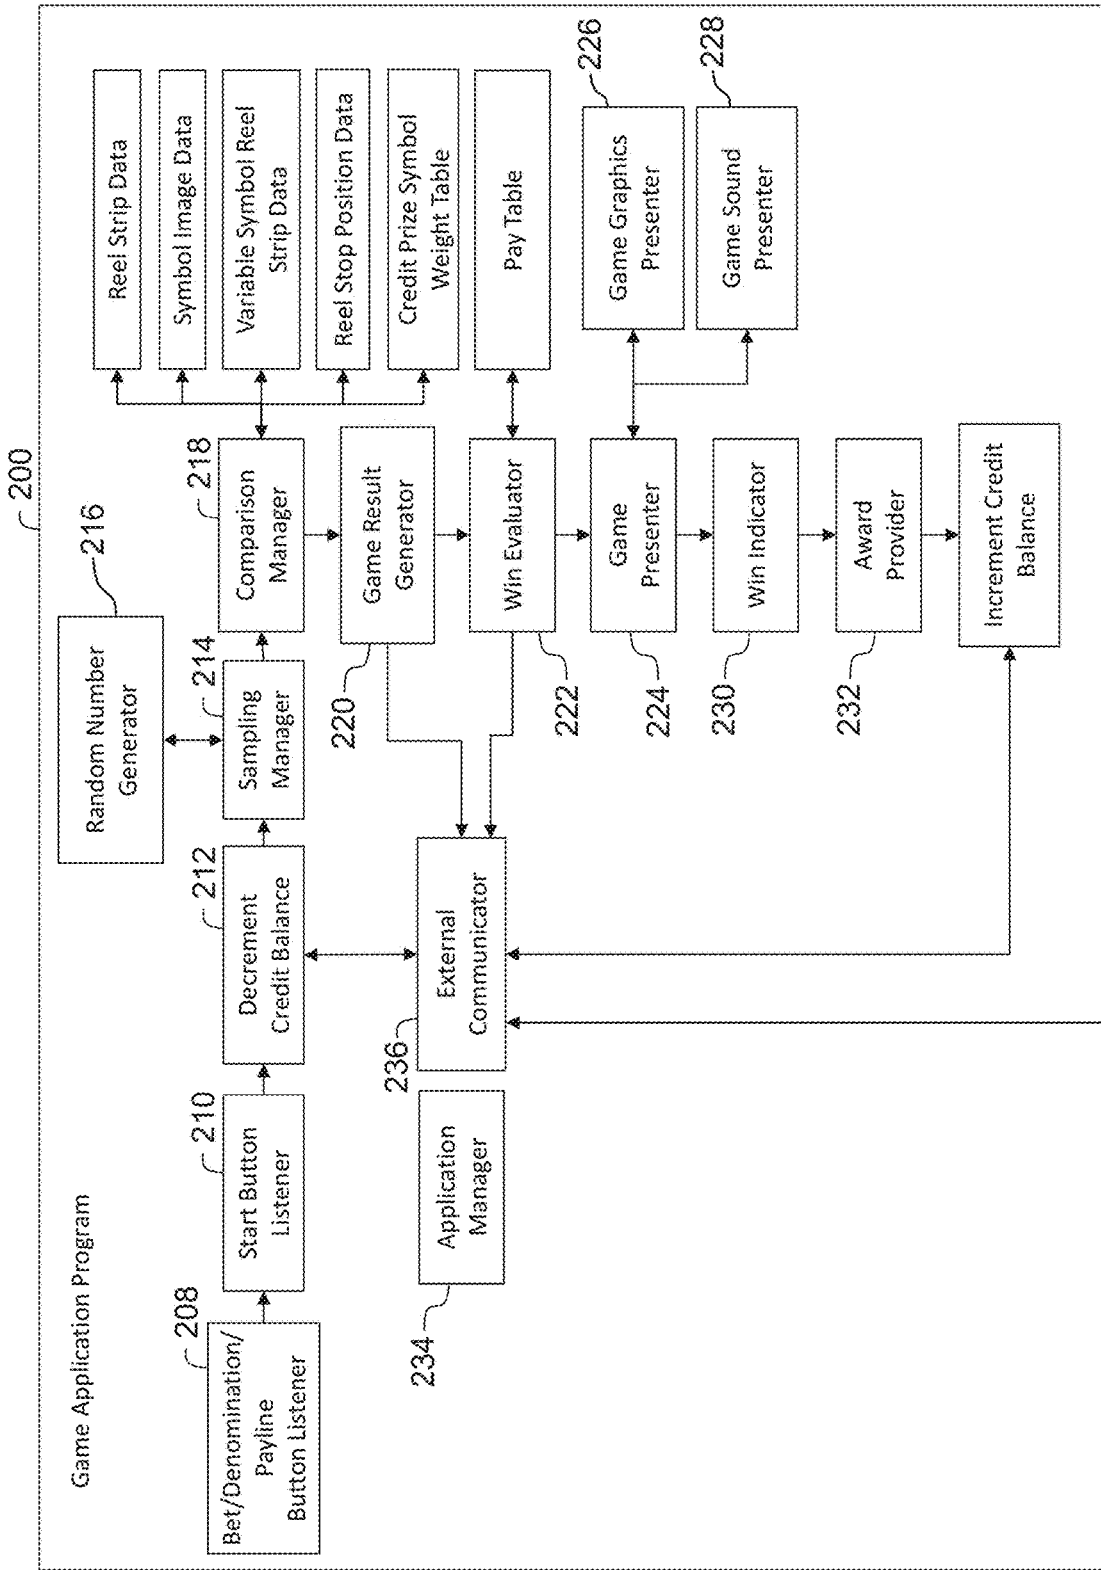 200
Game Application Program
Bet/Denomination/
Payline
Button Listener
208
Start Button
Listener
210
Decrement
Credit Balance
212
Sampling
Manager
214
Random Number
Generator
216
Comparison
Manager
218
Reel Strip Data
Symbol Image Data
Variable Symbol Reel
Strip Data
Reel Stop Position Data
Credit Prize Symbol
Weight Table
Game Result
Generator
220
Win Evaluator
222
Pay Table
Game
Presenter
224
Game Graphics
Presenter
226
Game Sound
Presenter
228
Win Indicator
230
Award
Provider
232
Increment Credit
Balance
Application
Manager
234
External
Communicator
236